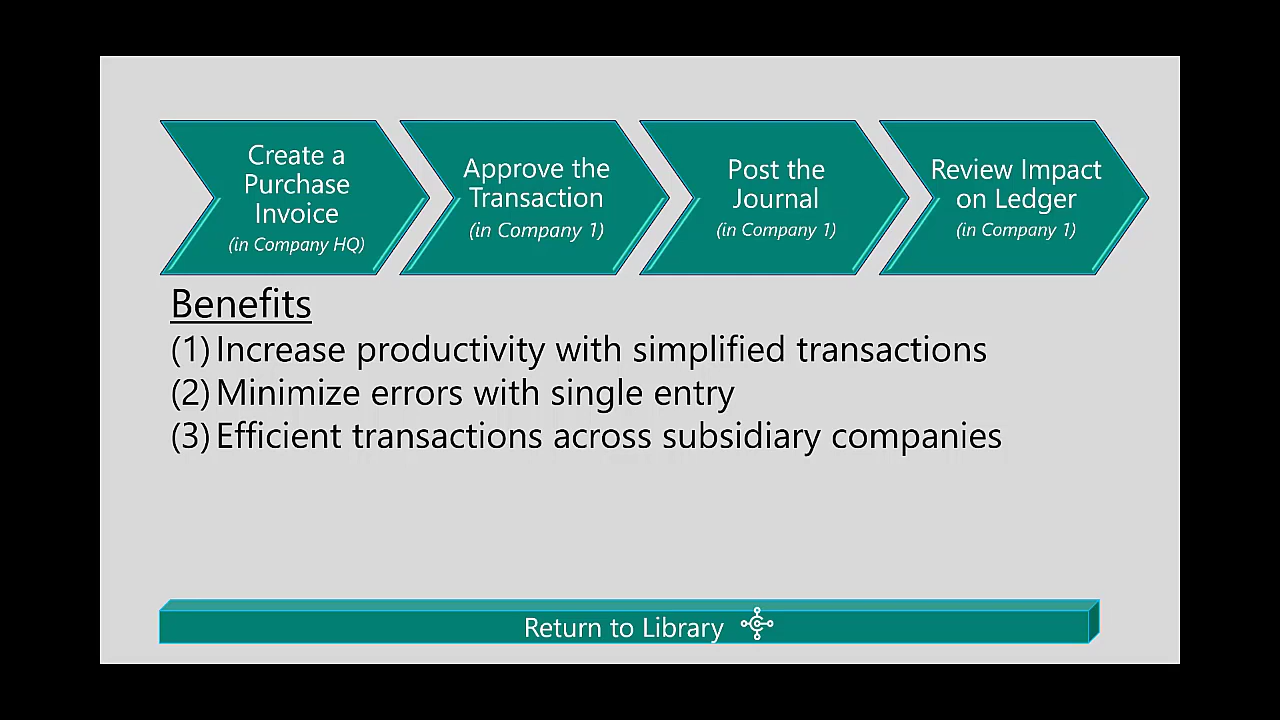 Create a
Purchase
Invoice
(in Company HQ)
Approve the
Transaction
(in Company 1)
Post the
Journal
(in Company 1)
Review Impact
on Ledger
(in Company 1)
Benefits
(1) Increase productivity with simplified transactions
(2) Minimize errors with single entry
(3) Efficient transactions across subsidiary companies
Return to Library